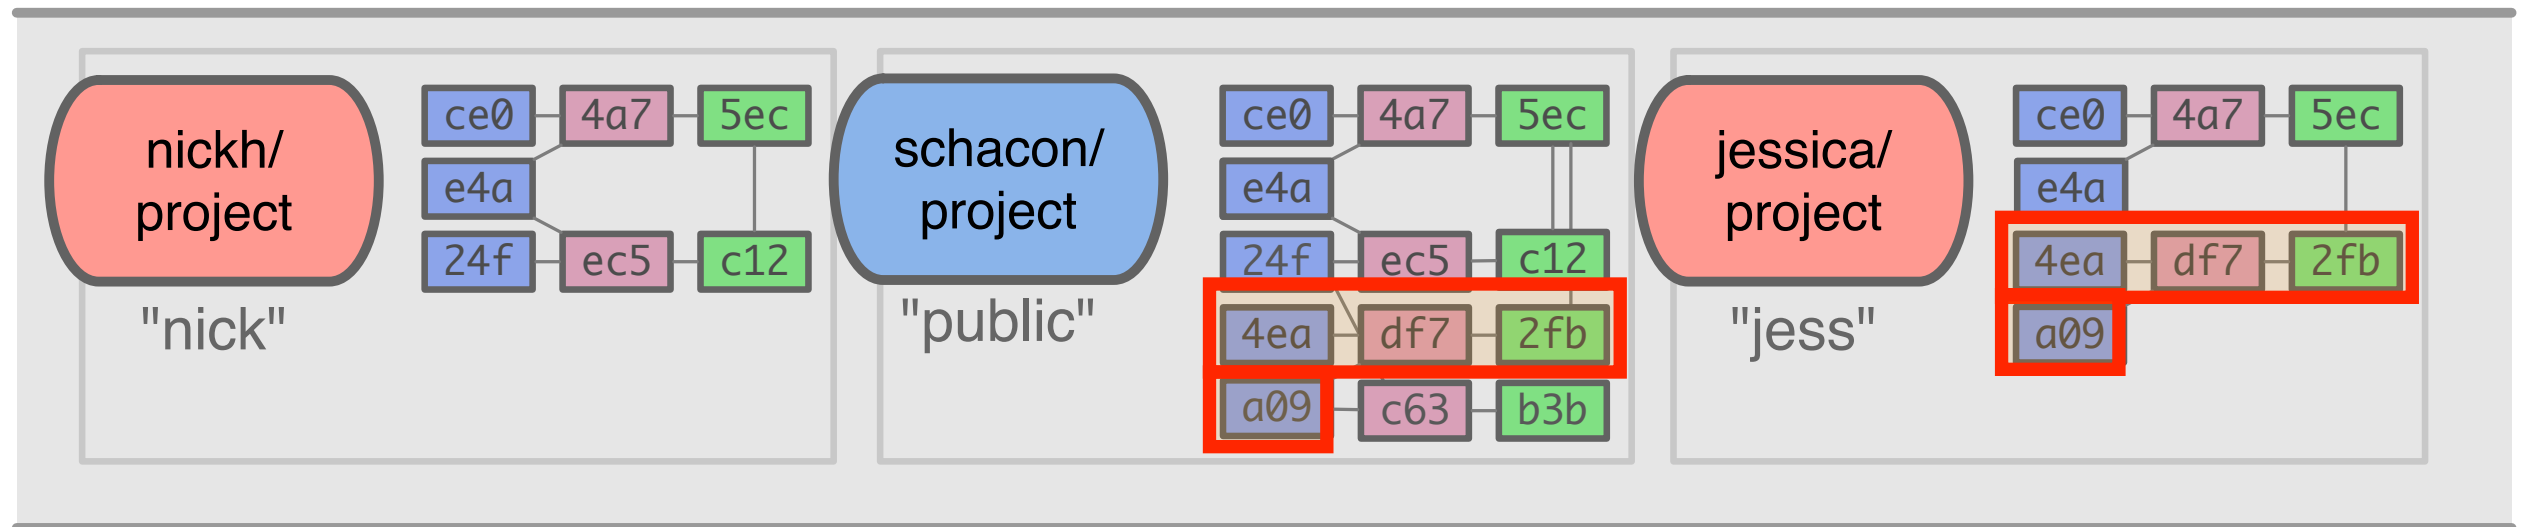 nickh/
project
"nick"
ce0 4a7 5ec
e4a
24f ec5 c12
schacon/
project
"public"
ce0 4a7 5ec
e4a
24f ec5 c12
4ea df7 2fb
a09 c63 b3b
jessica/
project
"jess"
ce0 4a7 5ec
e4a
4ea df7 2fb
a09